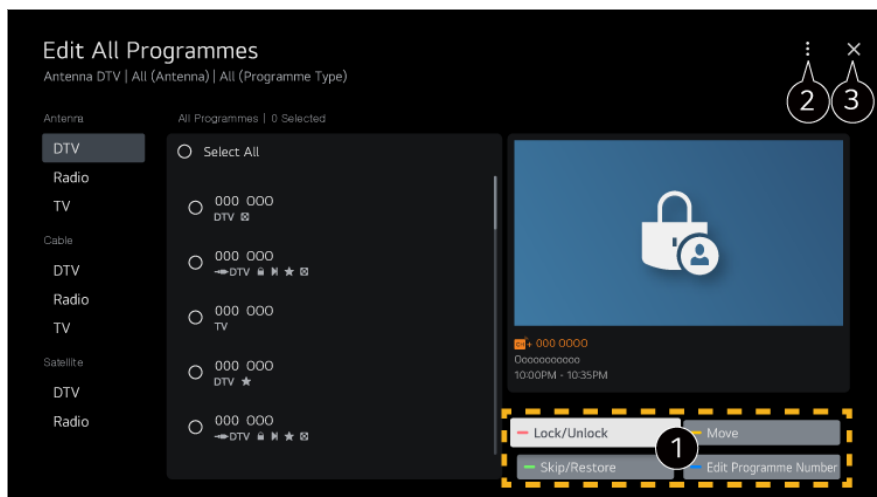 Edit All Programmes
Antenna DTV | All (Antenna) | All (Programme Type)
2
3
Antenna
DTV
Radio
TV
Cable
DTV
Radio
TV
Satellite
DTV
Radio
All Programmes | 0 Selected
Select All
000 000
DTV
000 000
DTV
000 000
TV
000 000
DTV
000 000
DTV
CH+ 000 0000
Ooooooooooo
10:00PM - 10:35PM
Lock/Unlock
Move
1
Skip/Restore
Edit Programme Number